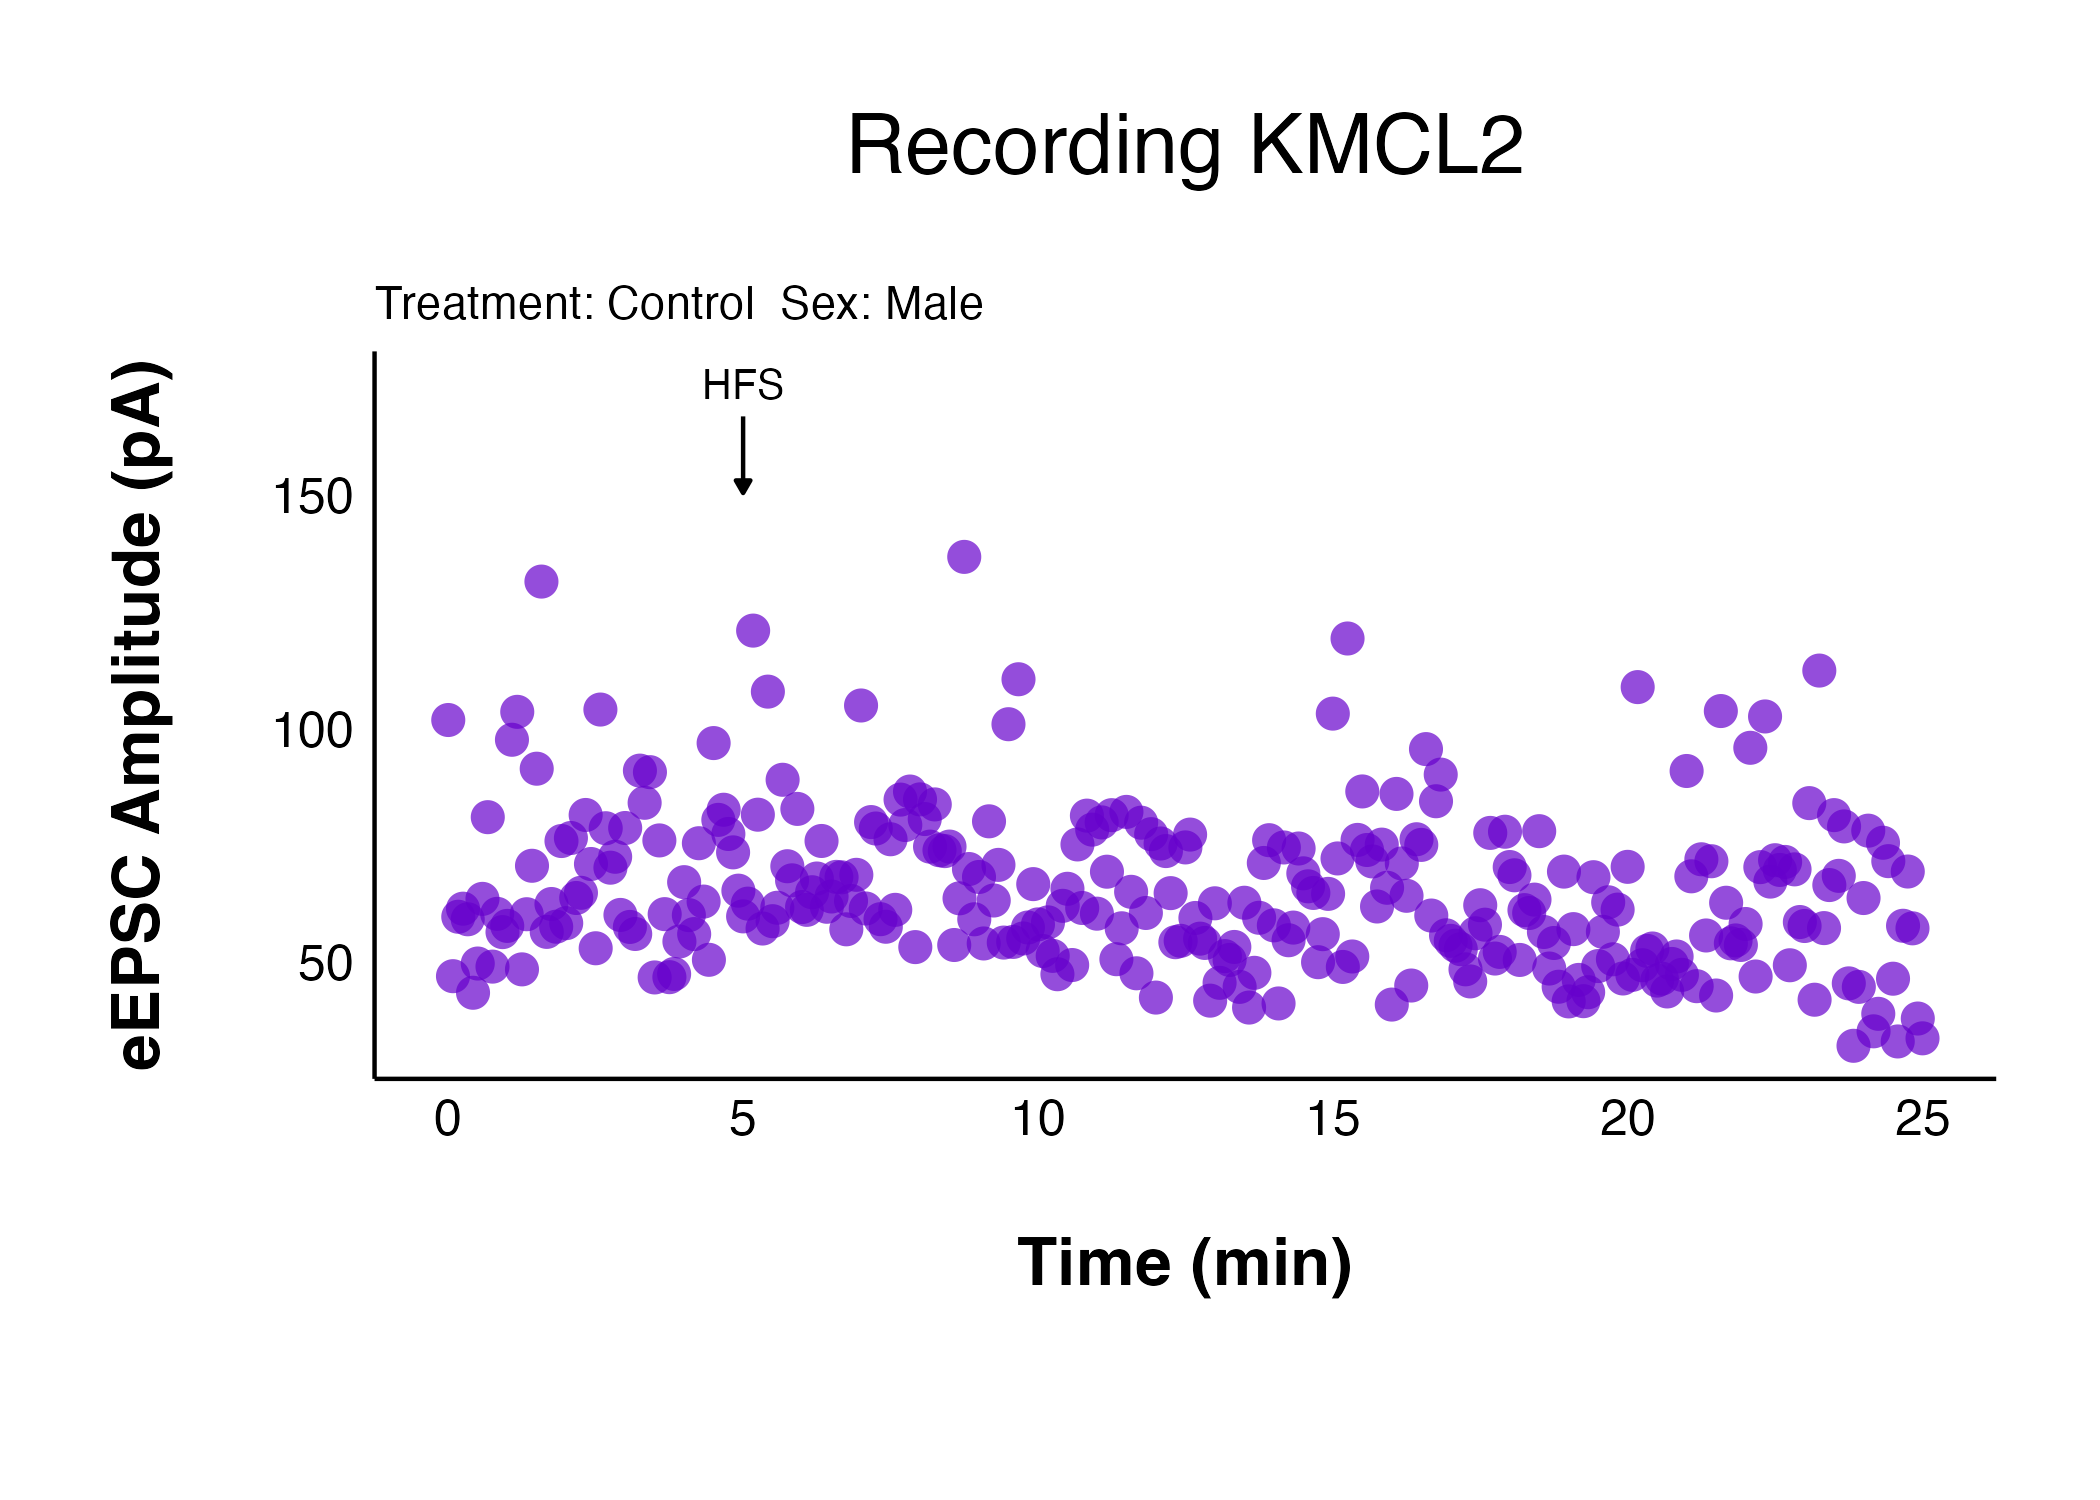 Recording KMCL2
Treatment: Control  Sex: Male
HFS
eEPSC Amplitude (pA)
150
100
50
0 5 10 15 20 25
Time (min)